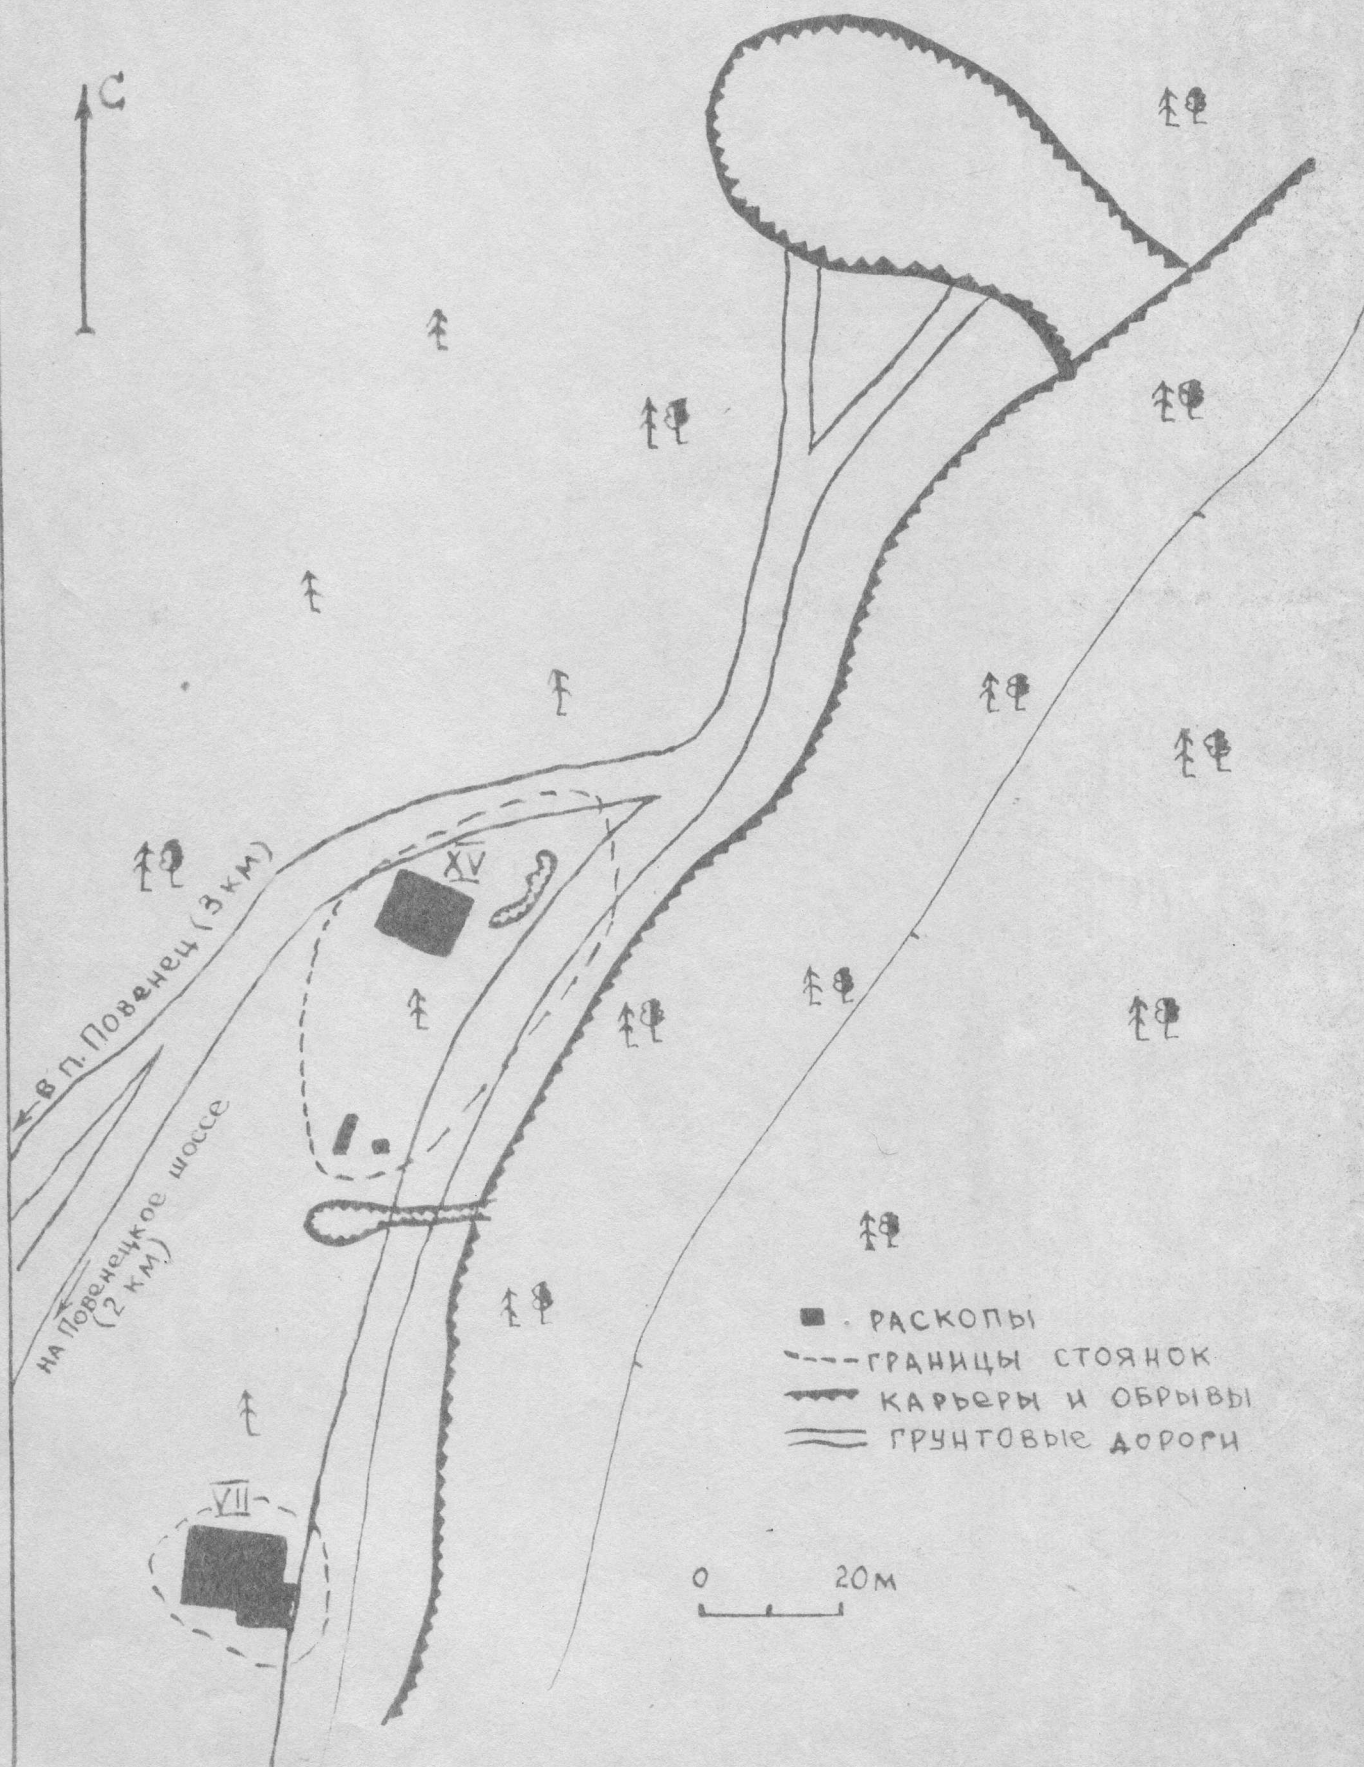 С
XV
В п. Повенец (3 км)
на Повенецкое шоссе
(2 км)
VII
РАСКОПЫ
ГРАНИЦЫ СТОЯНОК
КАРЬЕРЫ И ОБРЫВЫ
ГРУНТОВЫЕ ДОРОГИ
0 20м